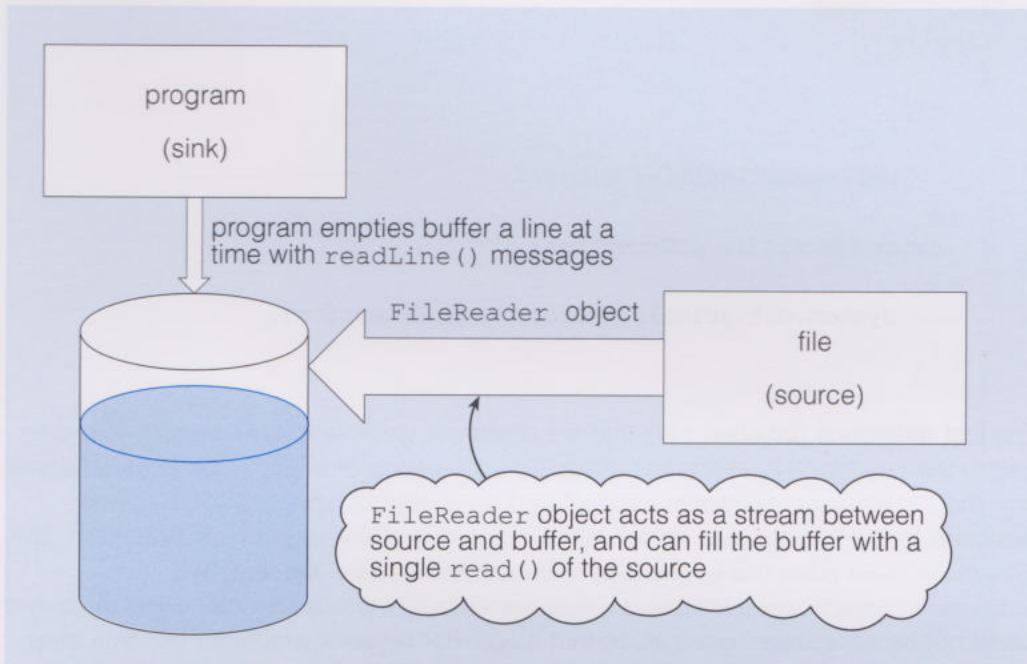 program
(sink)
program empties buffer a line at a
time with readLine() messages
FileReader object
file
(source)
FileReader object acts as a stream between
source and buffer, and can fill the buffer with a
single read() of the source